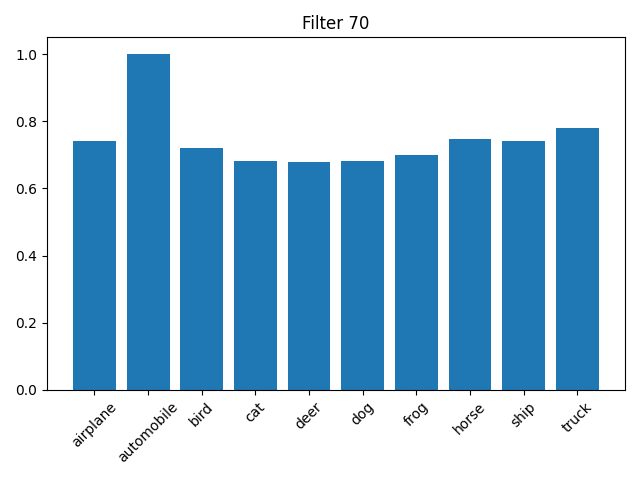 Filter 70
1.0
0.8
0.6
0.4
0.2
0.0
airplane
automobile
bird
cat
deer
dog
frog
horse
ship
truck